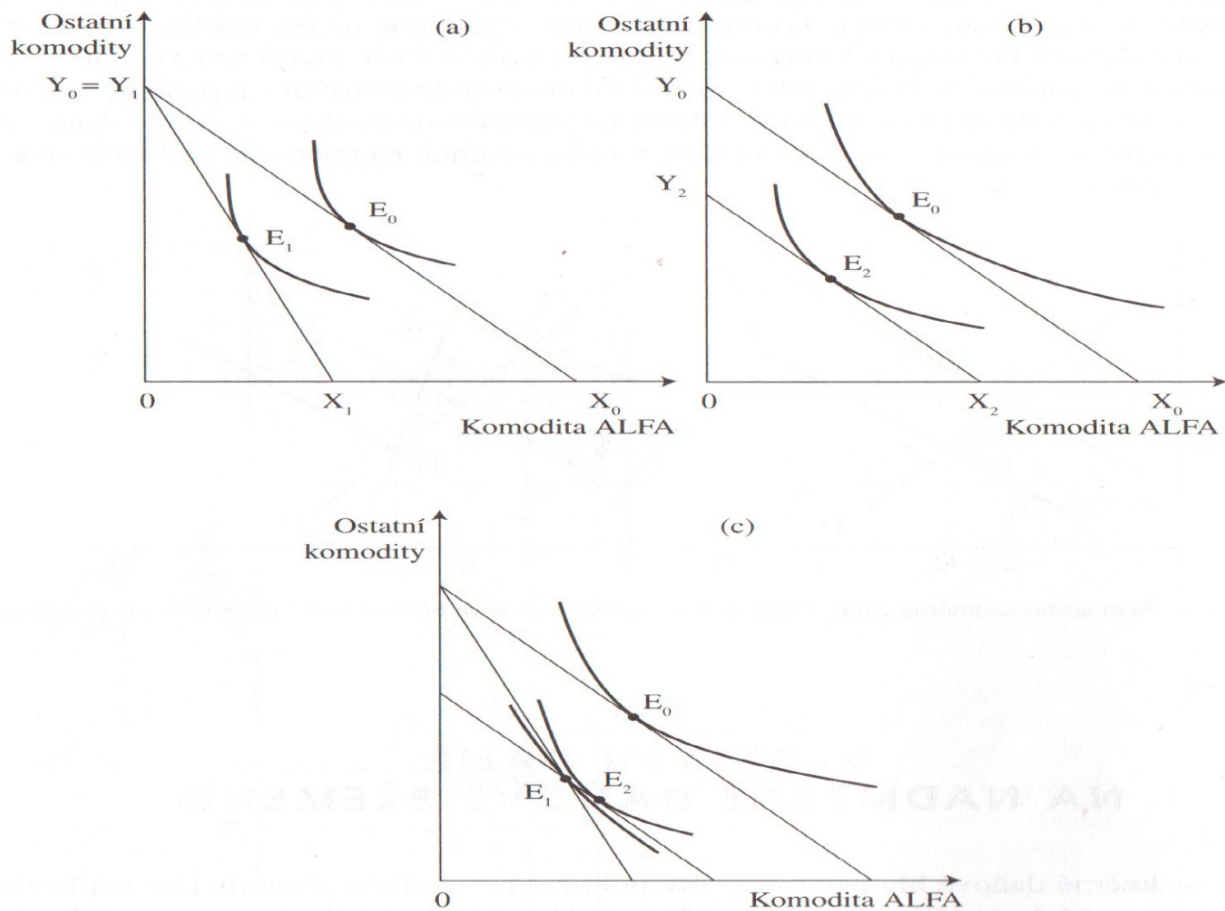 Ostatní
komodity
(a)
Y₀ = Y₁
E₀
E₁
0
X₁
X₀
Komodita ALFA
Ostatní
komodity
(b)
Y₀
Y₂
E₀
E₂
0
X₂
X₀
Komodita ALFA
Ostatní
komodity
(c)
E₀
E₁
E₂
0
Komodita ALFA